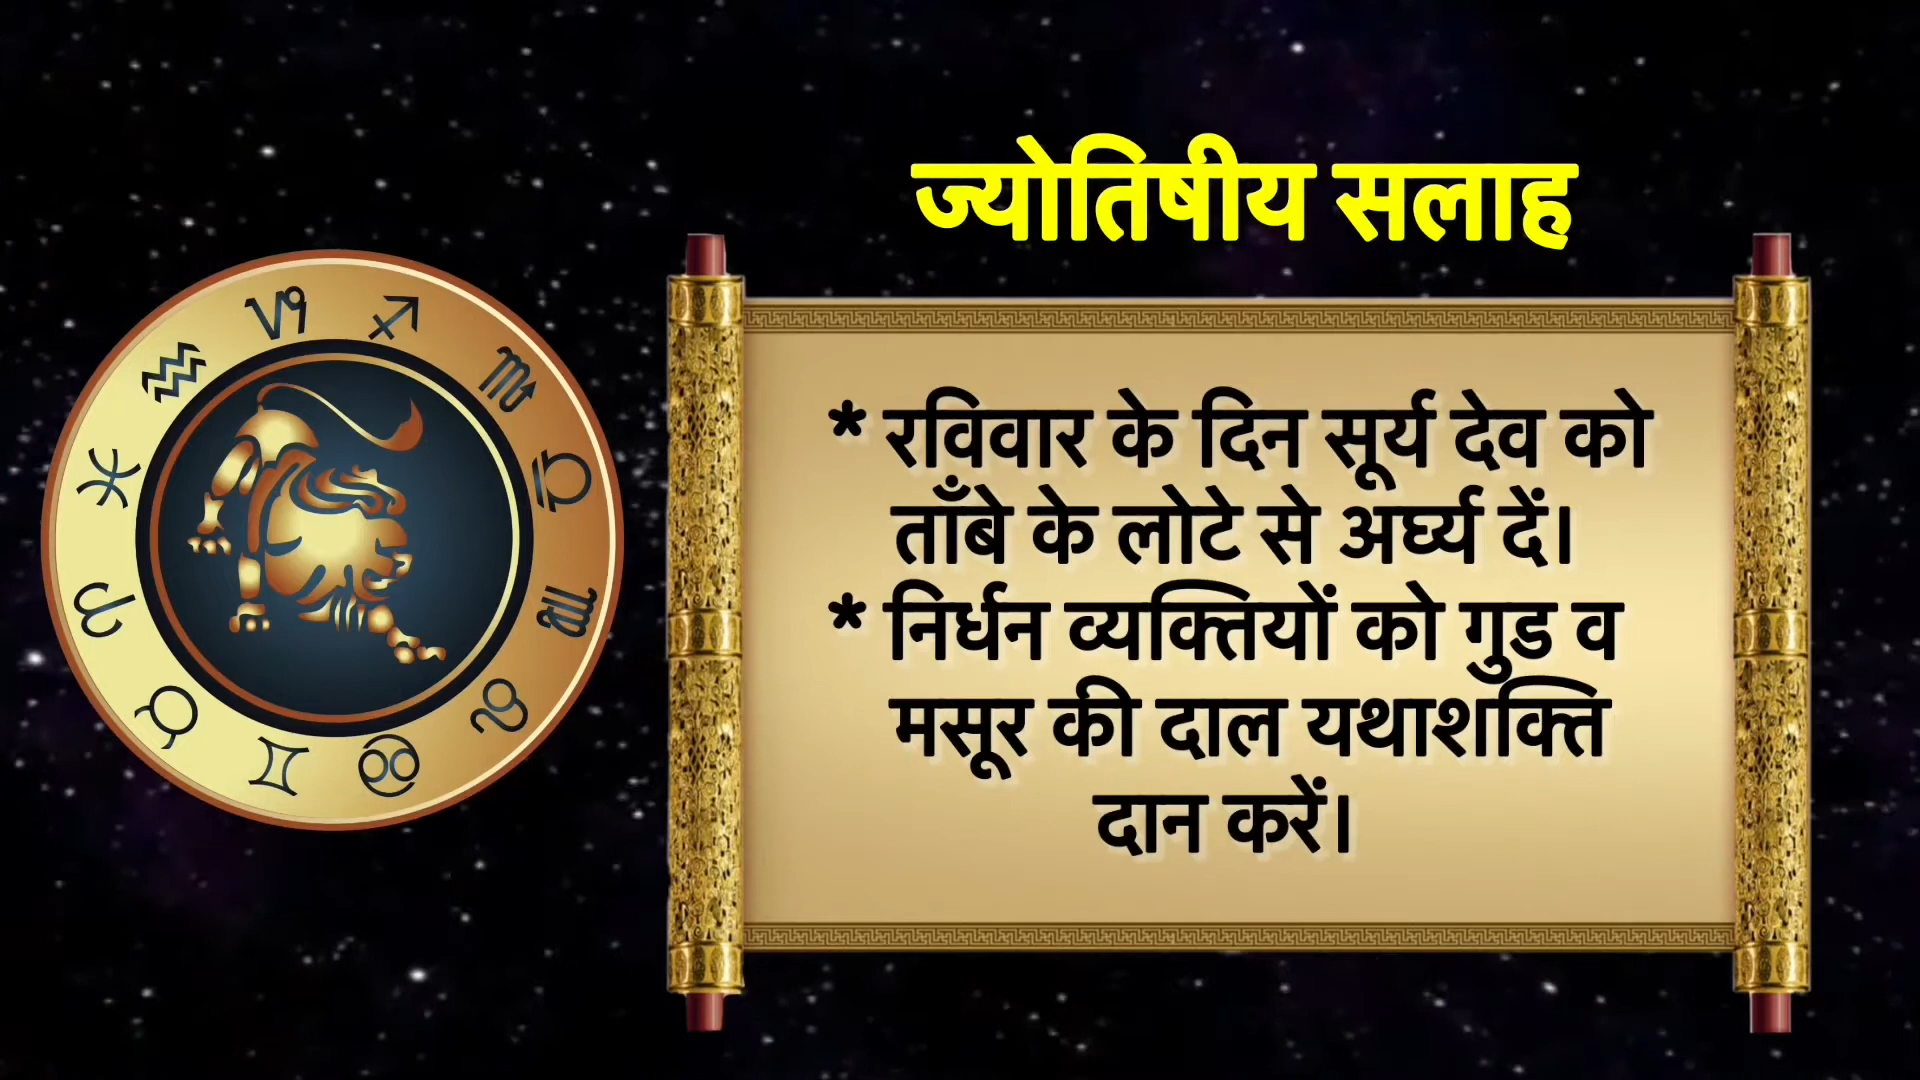 ज्योतिषीय सलाह
* रविवार के दिन सूर्य देव को
ताँबे के लोटे से अर्घ्य दें।
* निर्धन व्यक्तियों को गुड व
मसूर की दाल यथाशक्ति
दान करें।